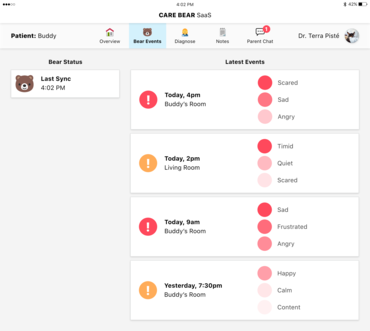 4:02 PM
42%
CARE BEAR SaaS
Patient: Buddy
Overview
Bear Events
Diagnose
Notes
1
Parent Chat
Dr. Terra Pisté
Bear Status
Last Sync
4:02 PM
Latest Events
!
Today, 4pm
Buddy's Room
Scared
Sad
Angry
!
Today, 2pm
Living Room
Timid
Quiet
Scared
!
Today, 9am
Buddy's Room
Sad
Frustrated
Angry
!
Yesterday, 7:30pm
Buddy's Room
Happy
Calm
Content